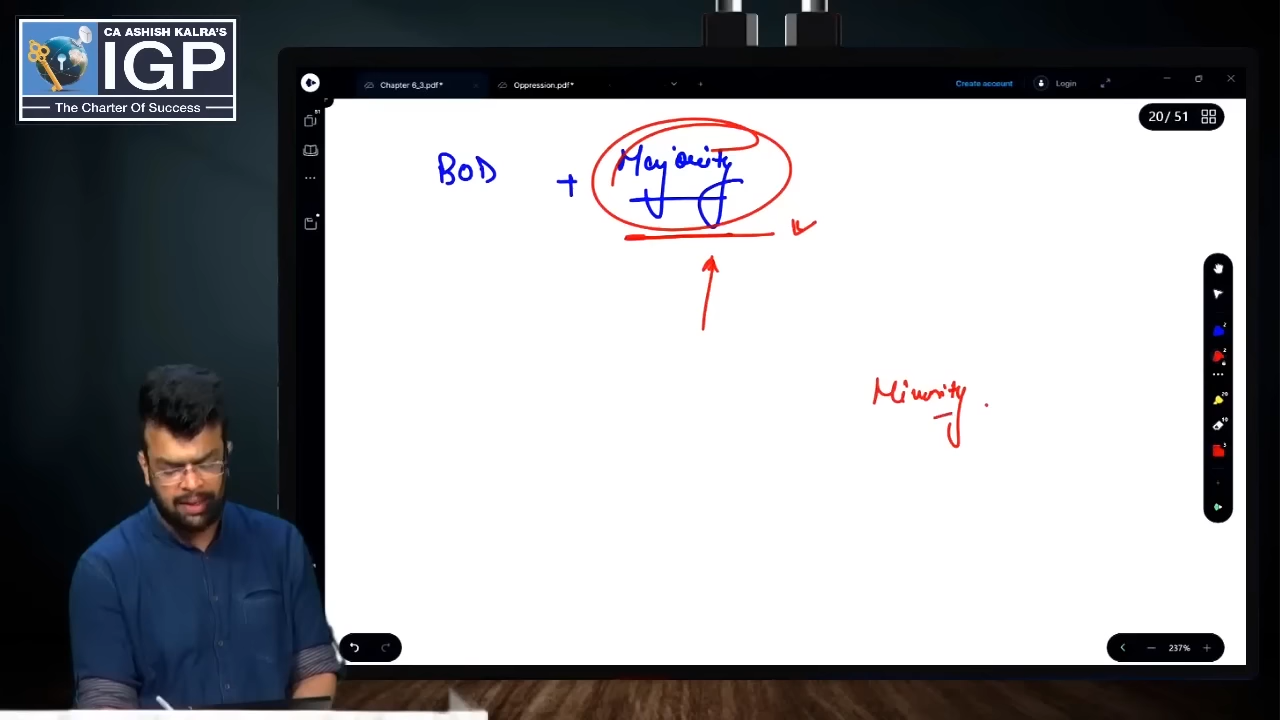 CA ASHISH KALRA'S
IGP
The Charter Of Success
Chapter 6_3.pdf*
Oppression.pdf*
Create account
Login
20 / 51
BOD + Majority
Minority
237%